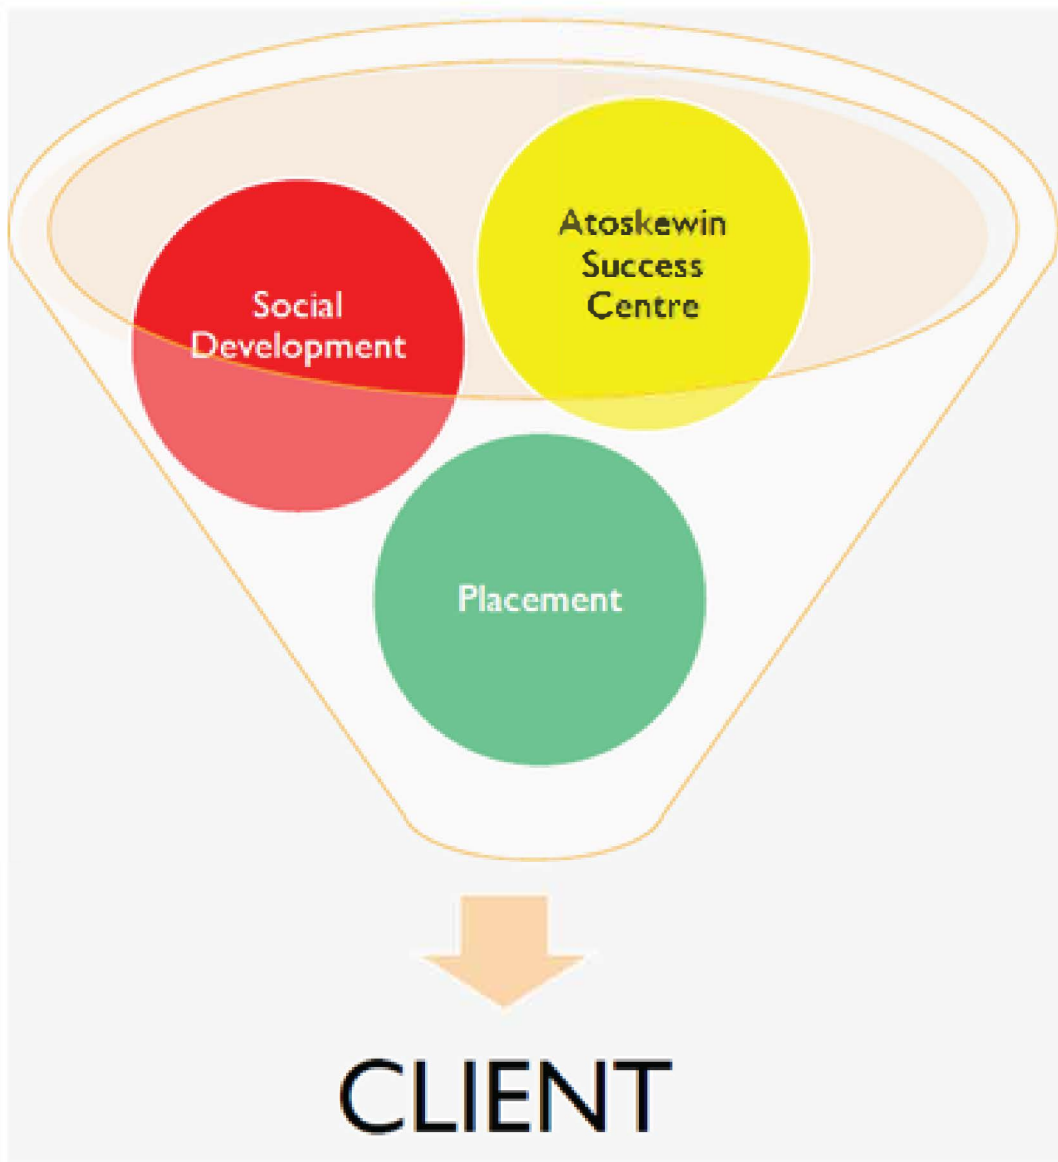 Atoskewin
Success
Centre
Social
Development
Placement
CLIENT